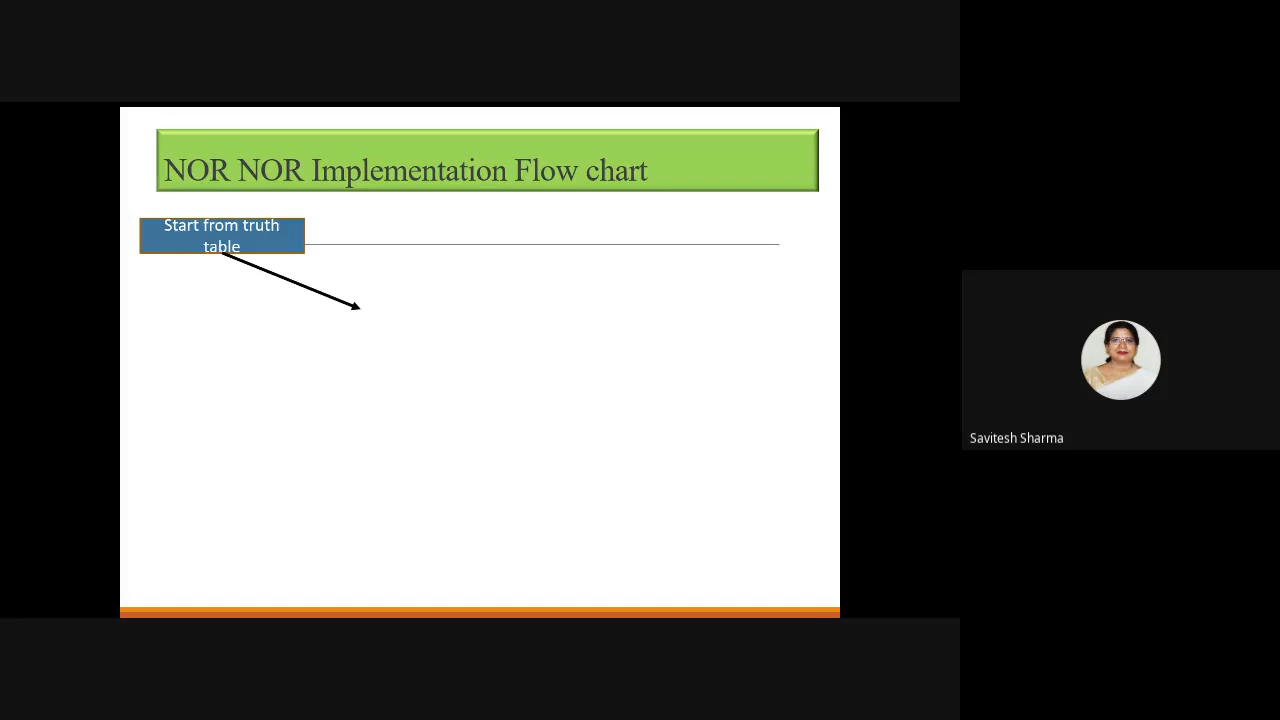 NOR NOR Implementation Flow chart
Start from truth
table
Savitesh Sharma